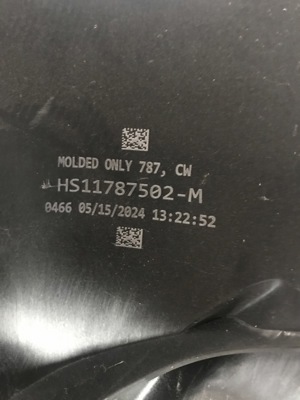 MOLDED ONLY 787, CW
HS11787502-M
0466 05/15/2024 13:22:52